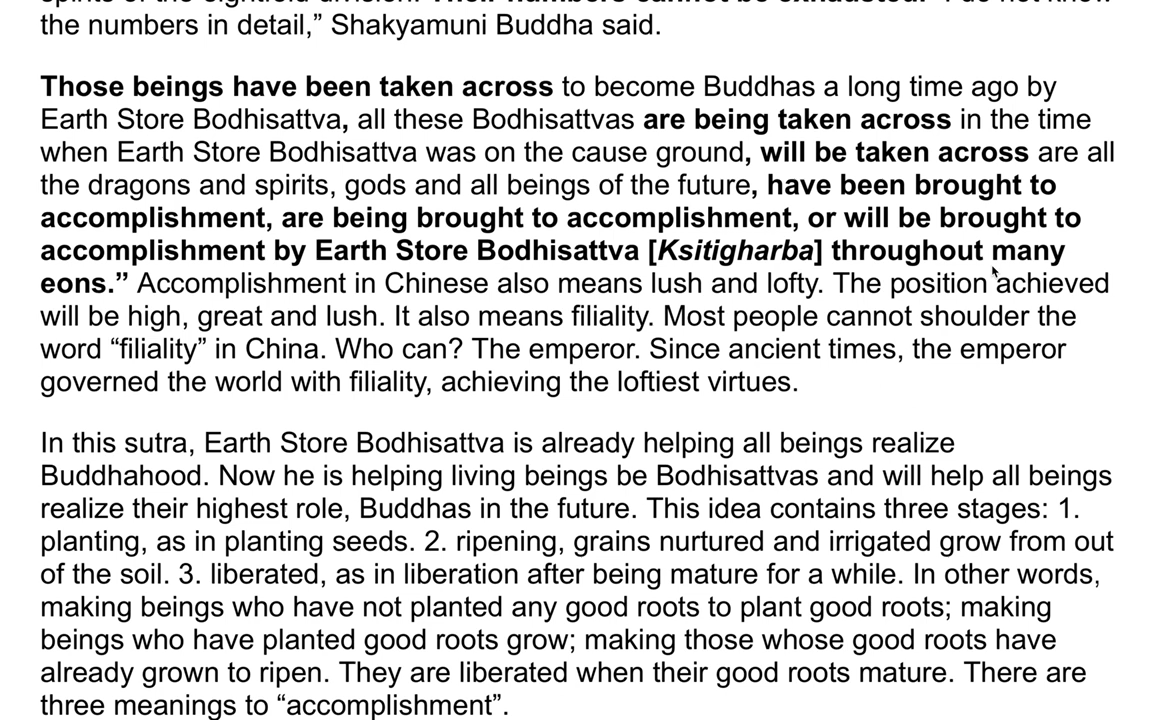 the numbers in detail,” Shakyamuni Buddha said.
Those beings have been taken across to become Buddhas a long time ago by
Earth Store Bodhisattva, all these Bodhisattvas are being taken across in the time
when Earth Store Bodhisattva was on the cause ground, will be taken across are all
the dragons and spirits, gods and all beings of the future, have been brought to
accomplishment, are being brought to accomplishment, or will be brought to
accomplishment by Earth Store Bodhisattva [Ksitigharba] throughout many
eons.” Accomplishment in Chinese also means lush and lofty. The position achieved
will be high, great and lush. It also means filiality. Most people cannot shoulder the
word “filiality” in China. Who can? The emperor. Since ancient times, the emperor
governed the world with filiality, achieving the loftiest virtues.
In this sutra, Earth Store Bodhisattva is already helping all beings realize
Buddhahood. Now he is helping living beings be Bodhisattvas and will help all beings
realize their highest role, Buddhas in the future. This idea contains three stages: 1.
planting, as in planting seeds. 2. ripening, grains nurtured and irrigated grow from out
of the soil. 3. liberated, as in liberation after being mature for a while. In other words,
making beings who have not planted any good roots to plant good roots; making
beings who have planted good roots grow; making those whose good roots have
already grown to ripen. They are liberated when their good roots mature. There are
three meanings to “accomplishment”.